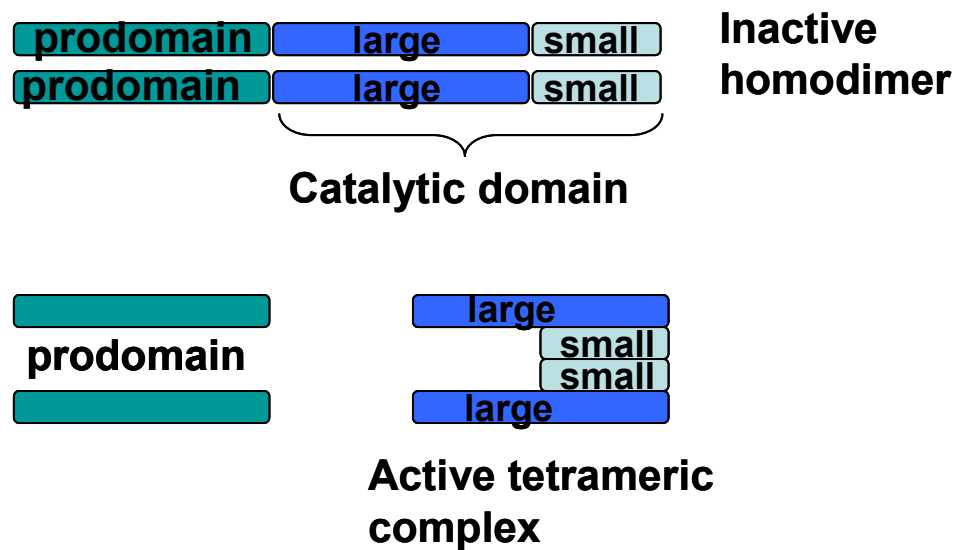 prodomain large small
prodomain large small
Inactive
homodimer
Catalytic domain
large
prodomain
small
small
large
Active tetrameric
complex